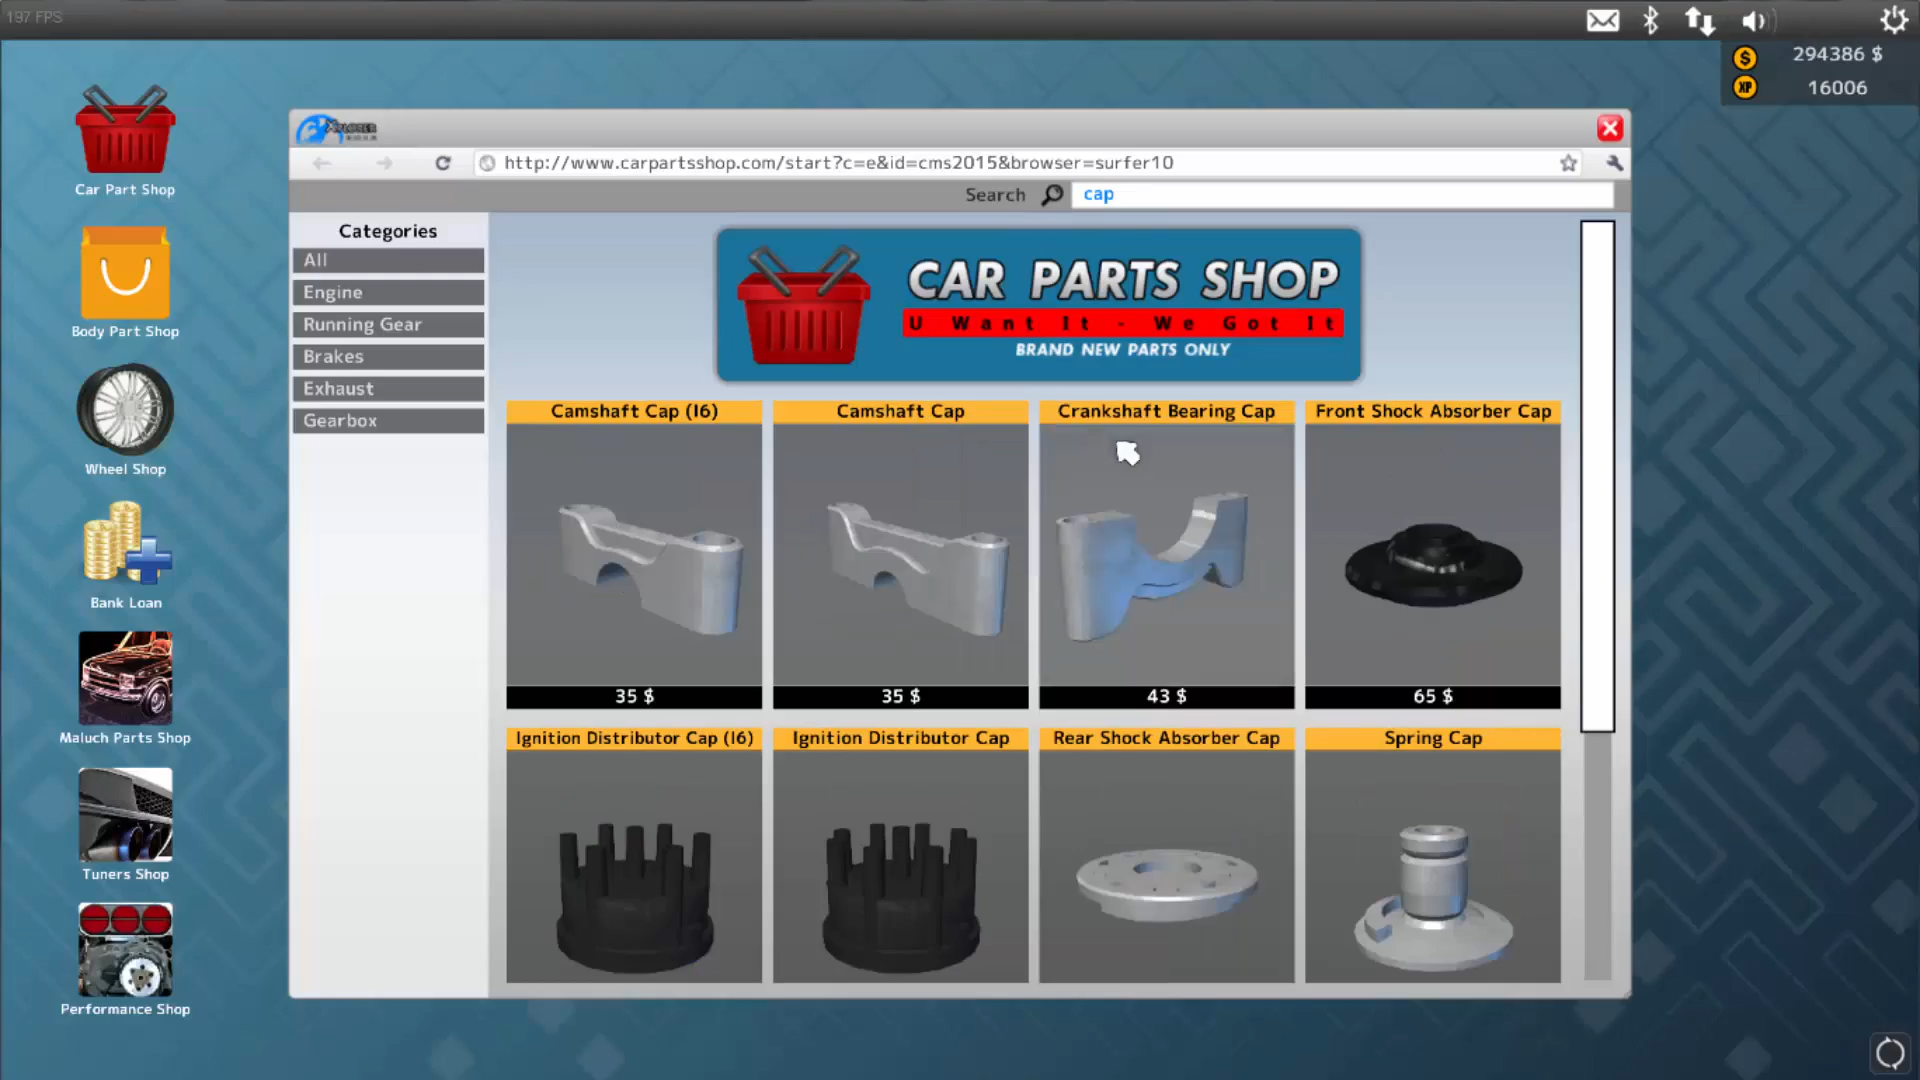 197 FPS
294386 $
XP 16006
Car Part Shop
Body Part Shop
Wheel Shop
Bank Loan
Maluch Parts Shop
Tuners Shop
Performance Shop
http://www.carpartsshop.com/start?c=e&id=cms2015&browser=surfer10
Search cap
Categories
All
Engine
Running Gear
Brakes
Exhaust
Gearbox
CAR PARTS SHOP
U Want It - We Got It
BRAND NEW PARTS ONLY
Camshaft Cap (I6)
35 $
Camshaft Cap
35 $
Crankshaft Bearing Cap
43 $
Front Shock Absorber Cap
65 $
Ignition Distributor Cap (I6)
Ignition Distributor Cap
Rear Shock Absorber Cap
Spring Cap